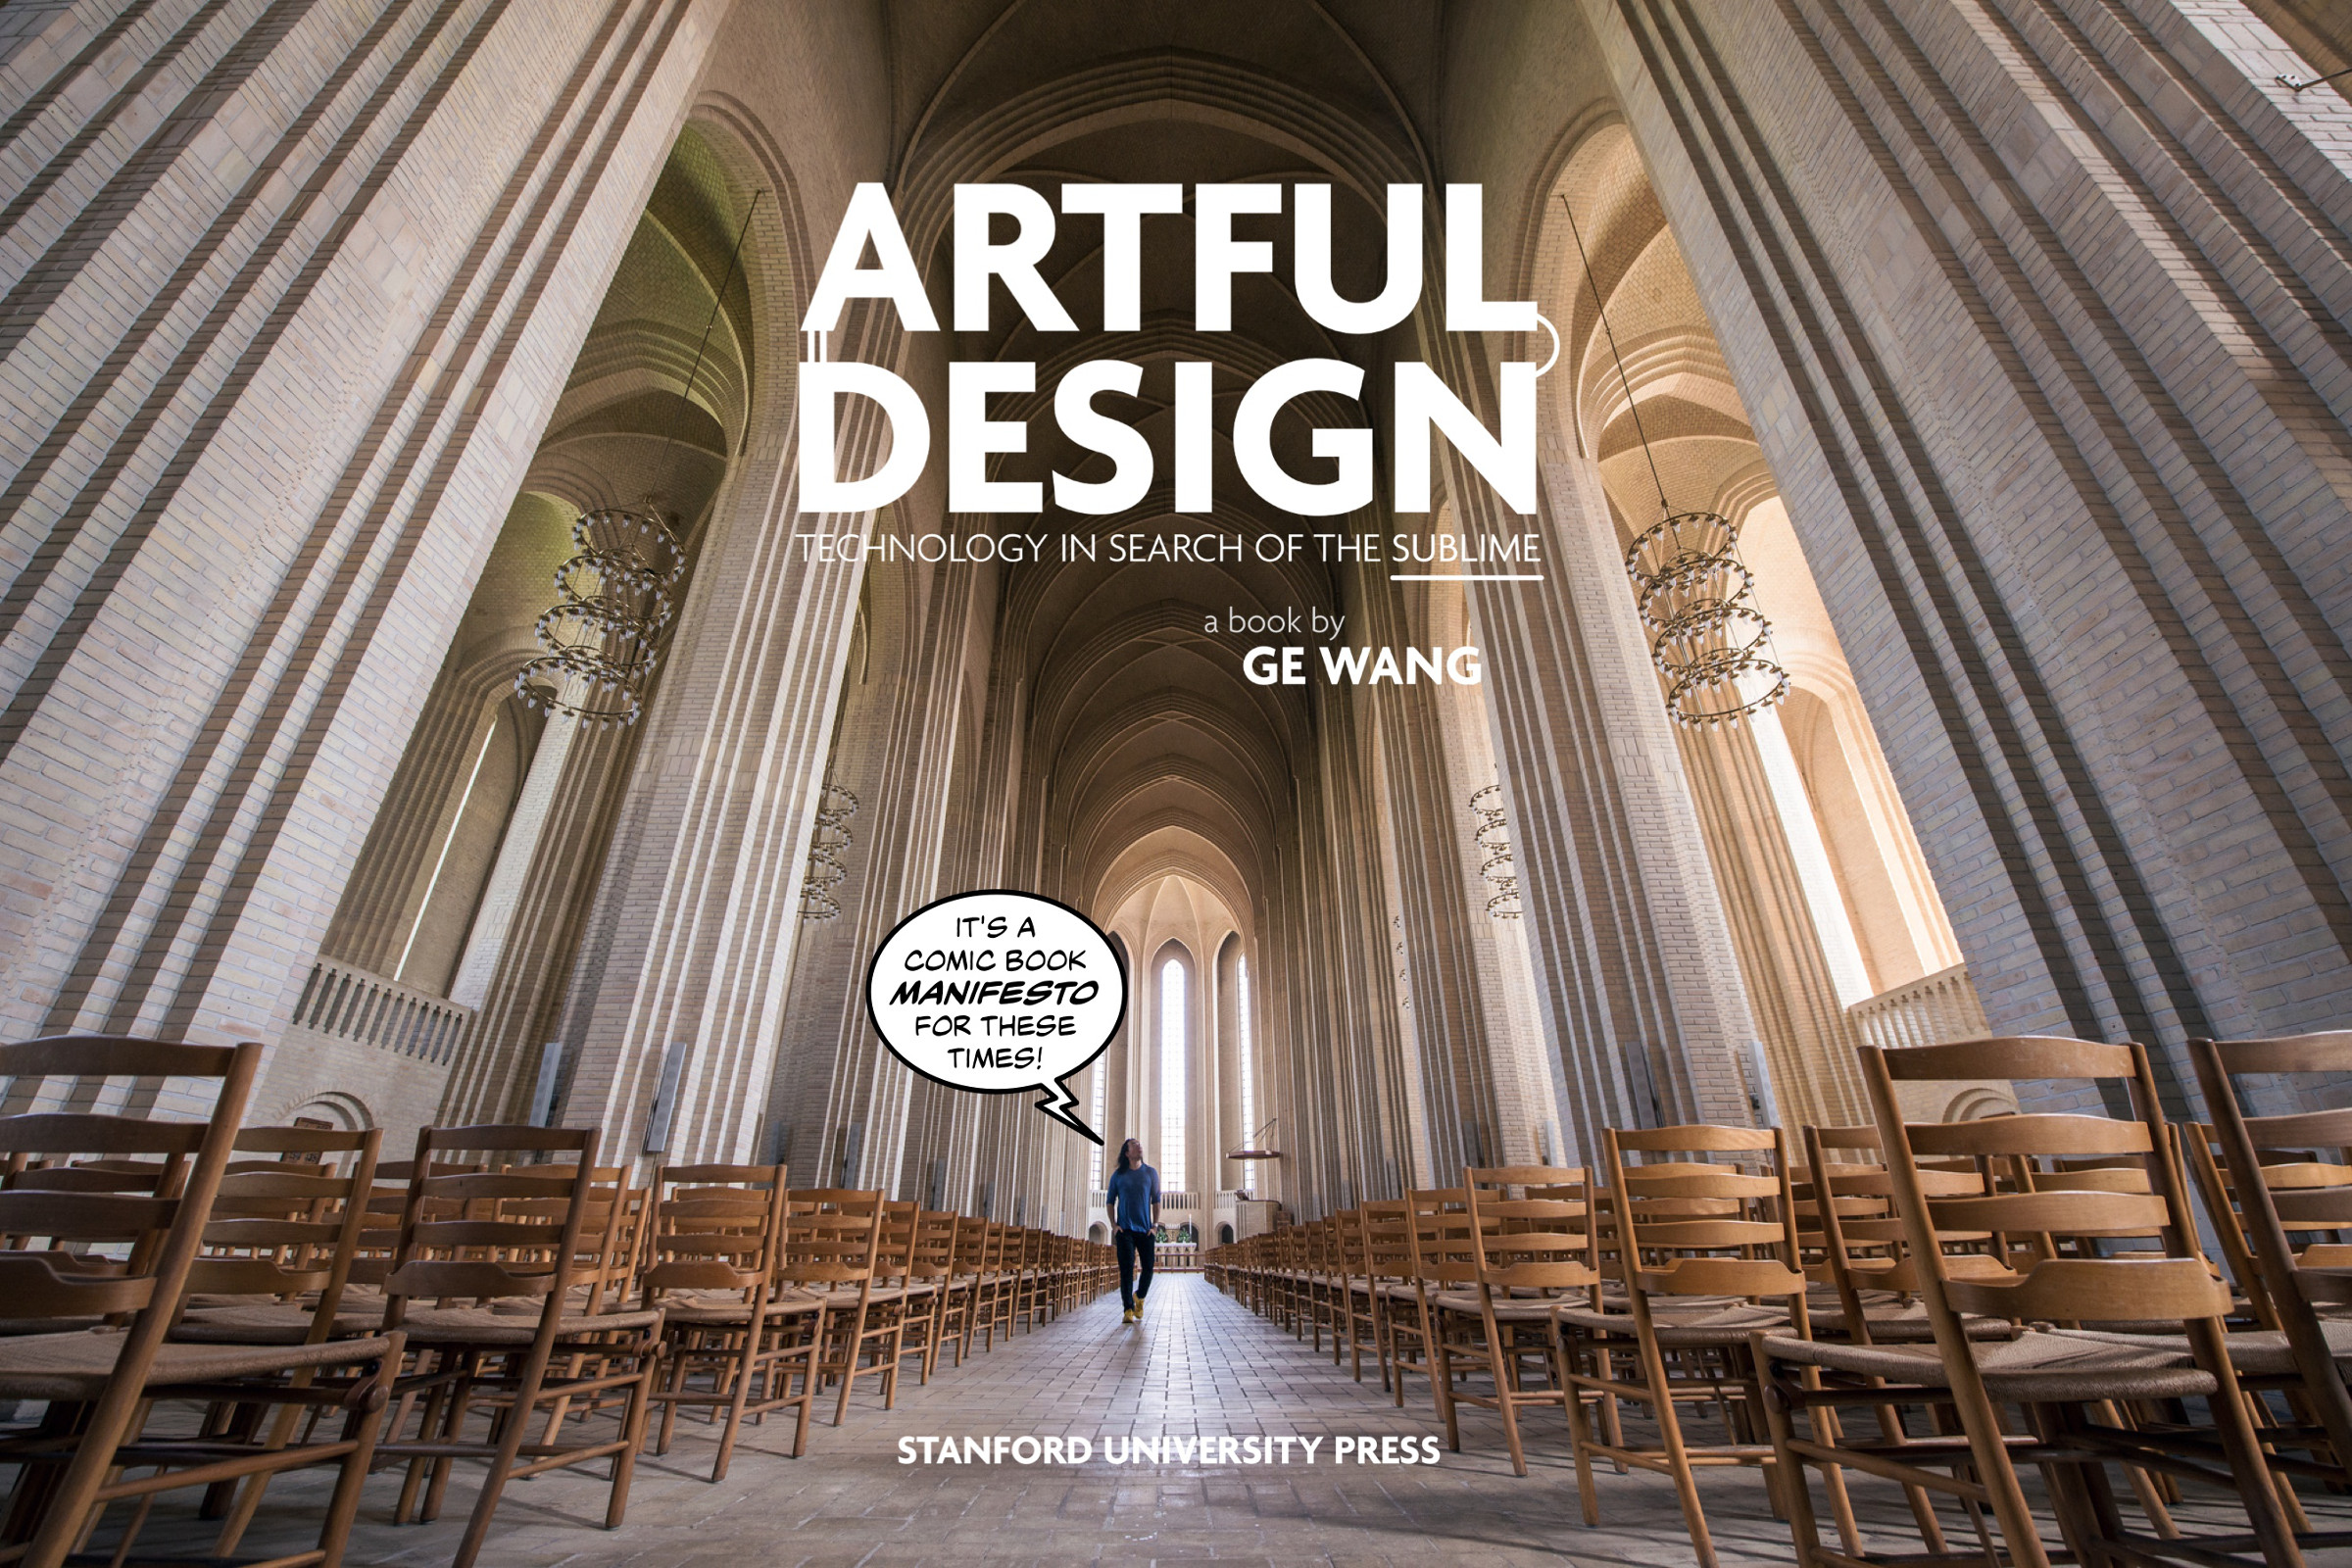 ARTFUL
DESIGN
TECHNOLOGY IN SEARCH OF THE SUBLIME
a book by
GE WANG
IT'S A
COMIC BOOK
MANIFESTO
FOR THESE
TIMES!
STANFORD UNIVERSITY PRESS